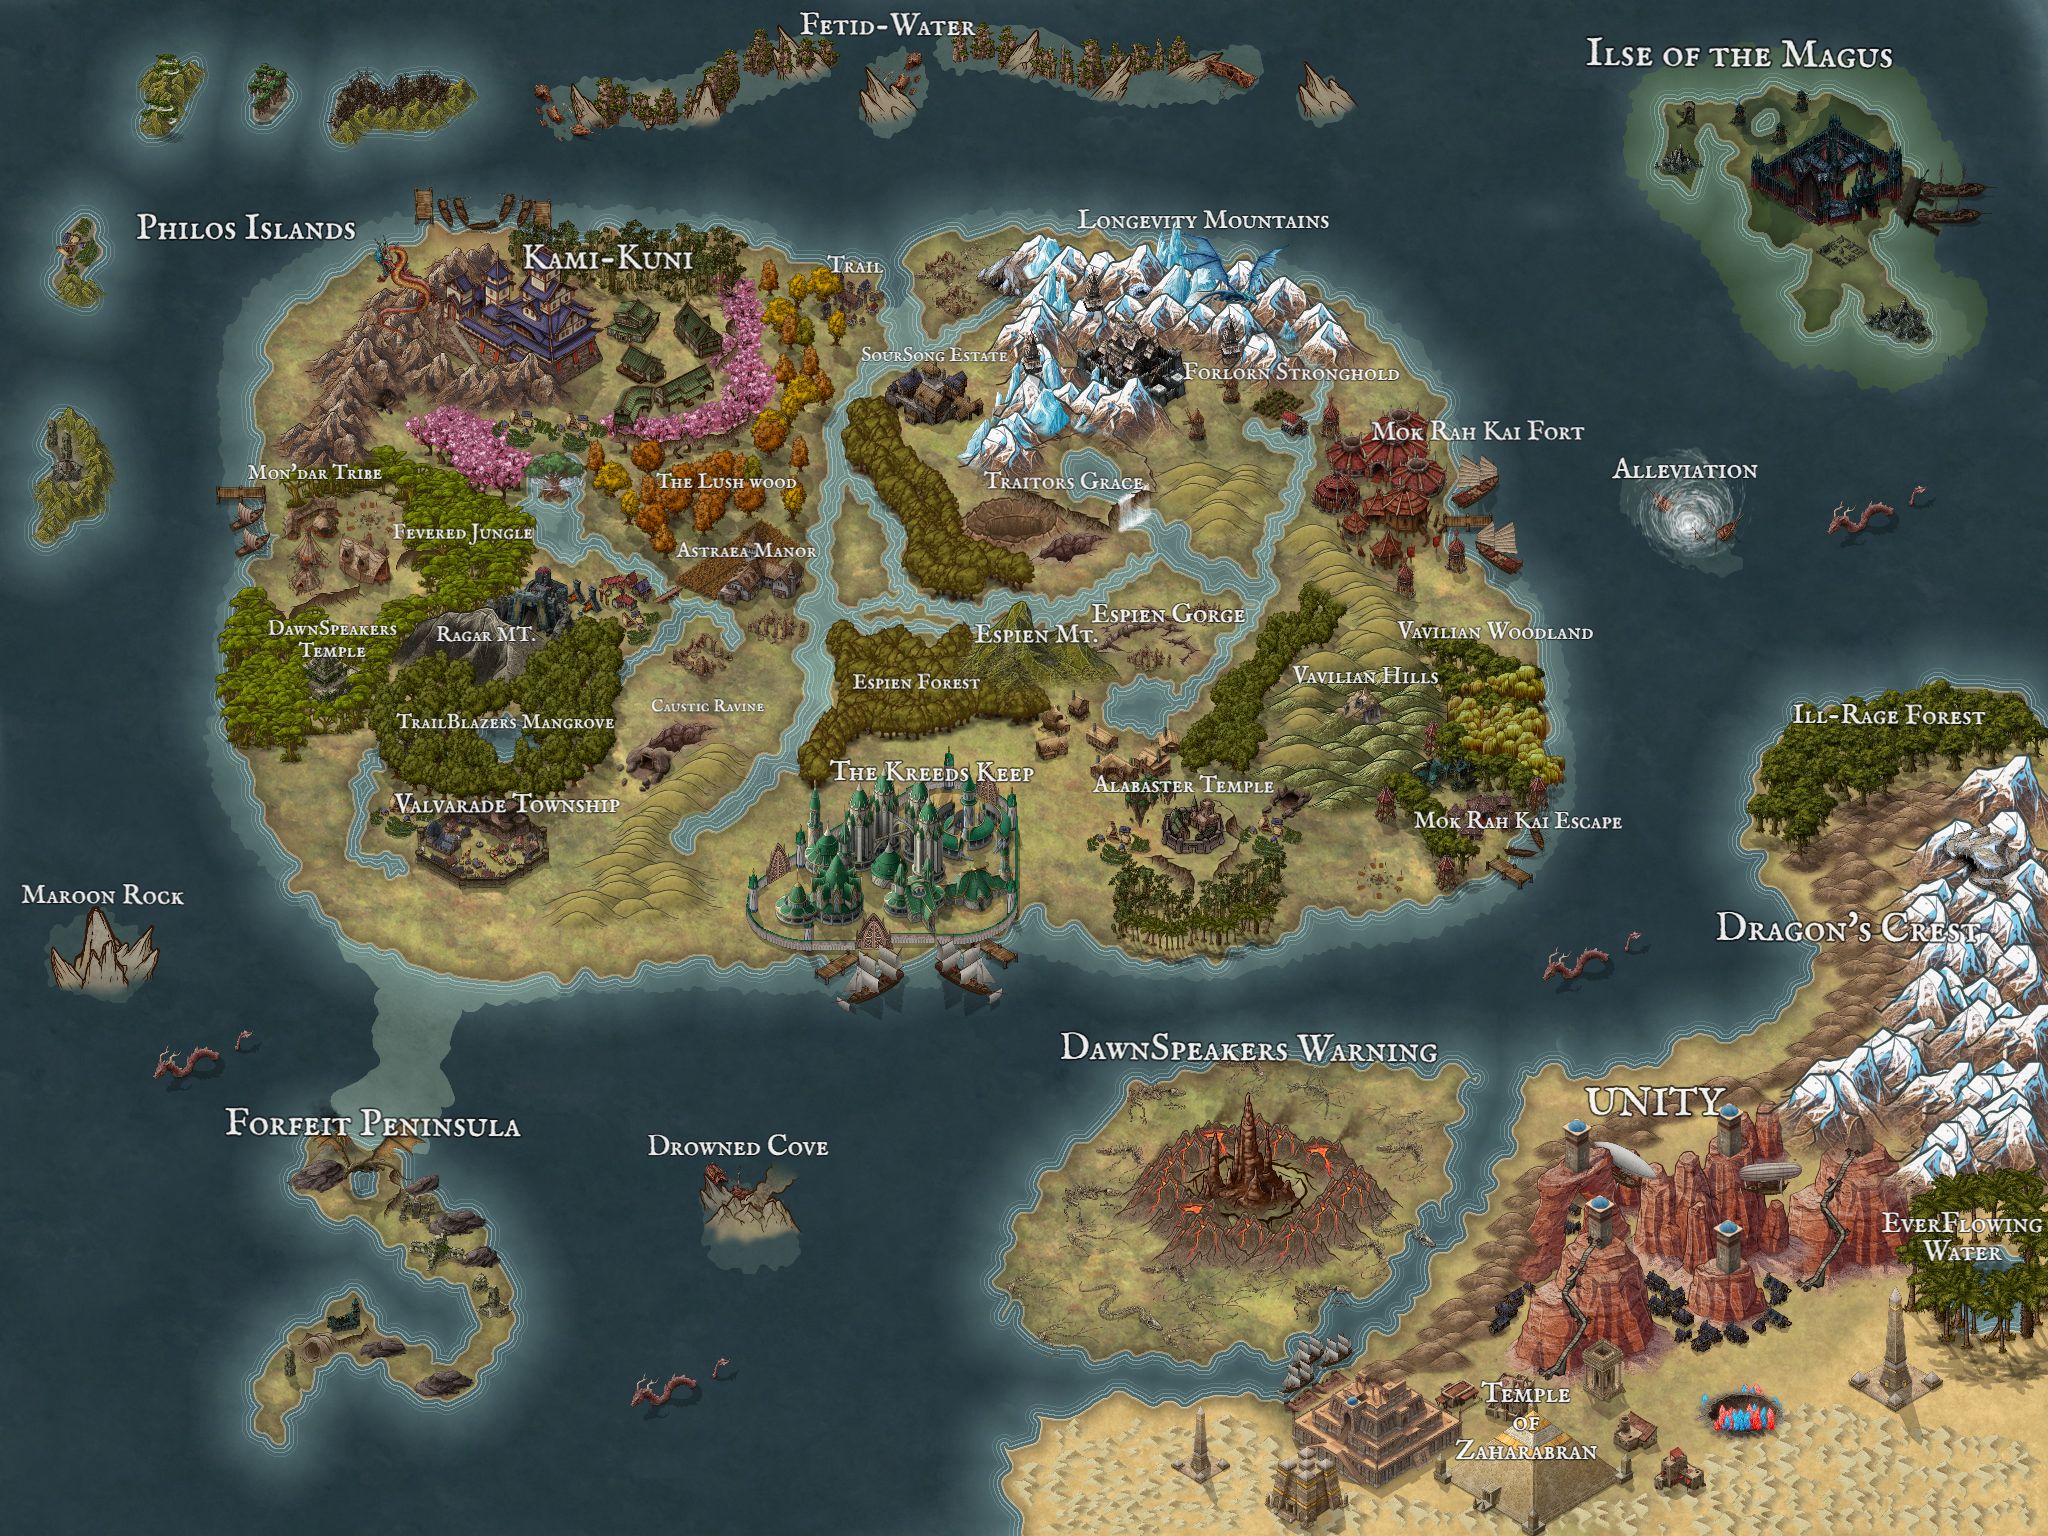 Fetid-Water
Ilse of the Magus
Philos Islands
Longevity Mountains
Kami-Kuni
Trail
SourSong Estate
Forlorn Stronghold
Mok Rah Kai Fort
Alleviation
Mon'dar Tribe
The Lush wood
Traitors Grace
Fevered Jungle
Astraea Manor
DawnSpeakers
Temple
Ragar MT.
Espien Mt.
Espien Gorge
Vavilian Woodland
Espien Forest
Vavilian Hills
Caustic Ravine
TrailBlazers Mangrove
Ill-Rage Forest
The Kreeds Keep
Alabaster Temple
Valvarade Township
Mok Rah Kai Escape
Maroon Rock
Dragon's Crest
DawnSpeakers Warning
UNITY
Forfeit Peninsula
Drowned Cove
EverFlowing
Water
Temple
of
Zaharabran